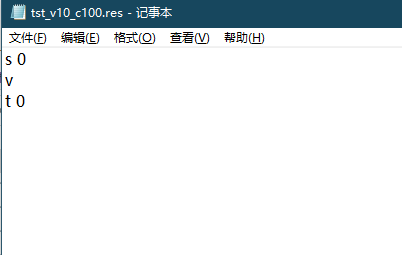 tst_v10_c100.res - 记事本
文件(F) 编辑(E) 格式(O) 查看(V) 帮助(H)
s 0
v
t 0